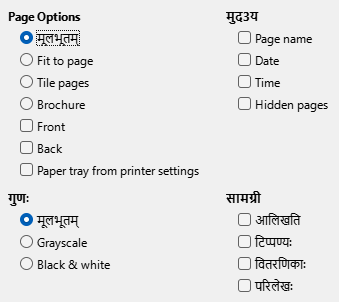 Page Options
मूलभूतम्
Fit to page
Tile pages
Brochure
Front
Back
Paper tray from printer settings
मुद3य
Page name
Date
Time
Hidden pages
गुणः
मूलभूतम्
Grayscale
Black & white
सामग्री
आलिखति
टिप्पण्यः
वितरणिकाः
परिलेखः